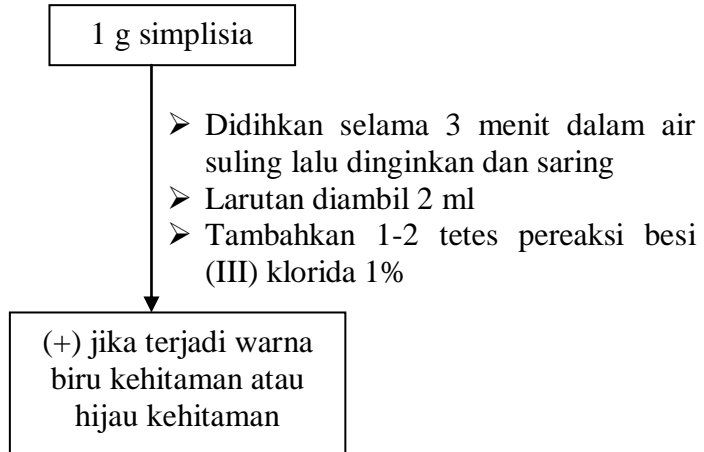 1 g simplisia
➢ Didihkan selama 3 menit dalam air
suling lalu dinginkan dan saring
➢ Larutan diambil 2 ml
➢ Tambahkan 1-2 tetes pereaksi besi
(III) klorida 1%
(+) jika terjadi warna
biru kehitaman atau
hijau kehitaman